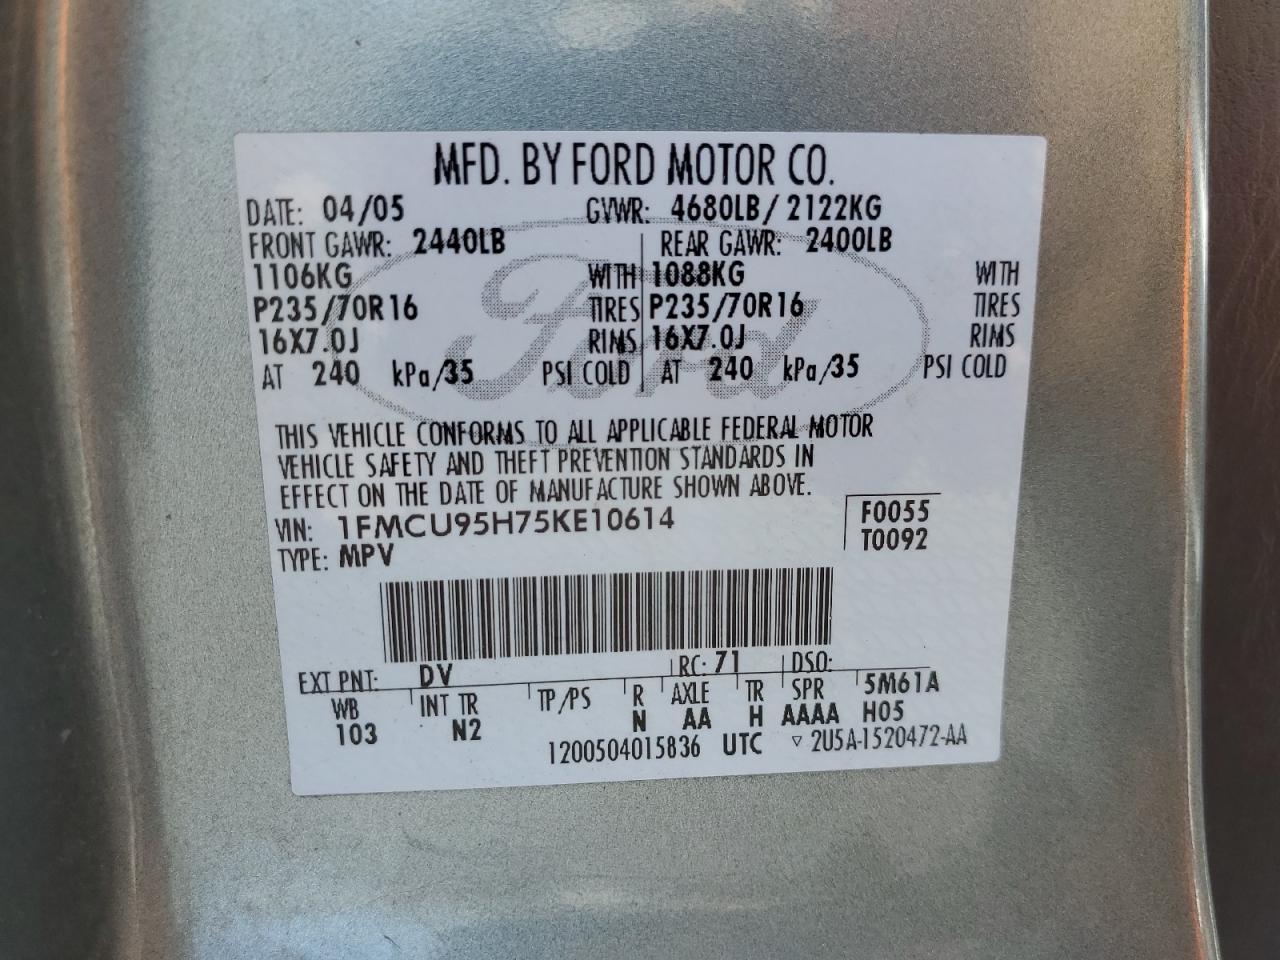 MFD. BY FORD MOTOR CO.
DATE: 04/05 GVWR: 4680LB/2122KG
FRONT GAWR: 2440LB REAR GAWR: 2400LB
1106KG WITH 1088KG WITH
P235/70R16 TIRES P235/70R16 TIRES
16X7.0J RIMS 16X7.0J RIMS
AT 240 kPa/35 PSI COLD AT 240 kPa/35 PSI COLD
Ford
THIS VEHICLE CONFORMS TO ALL APPLICABLE FEDERAL MOTOR
VEHICLE SAFETY AND THEFT PREVENTION STANDARDS IN
EFFECT ON THE DATE OF MANUFACTURE SHOWN ABOVE.
VIN: 1FMCU95H75KE10614 F0055
TYPE: MPV T0092
EXT PNT: DV RC: 71 DSO:
WB INT TR TP/PS R AXLE TR SPR 5M61A
103 N2 N AA H AAAA H05
1200504015836 UTC ▽ 2U5A-1520472-AA